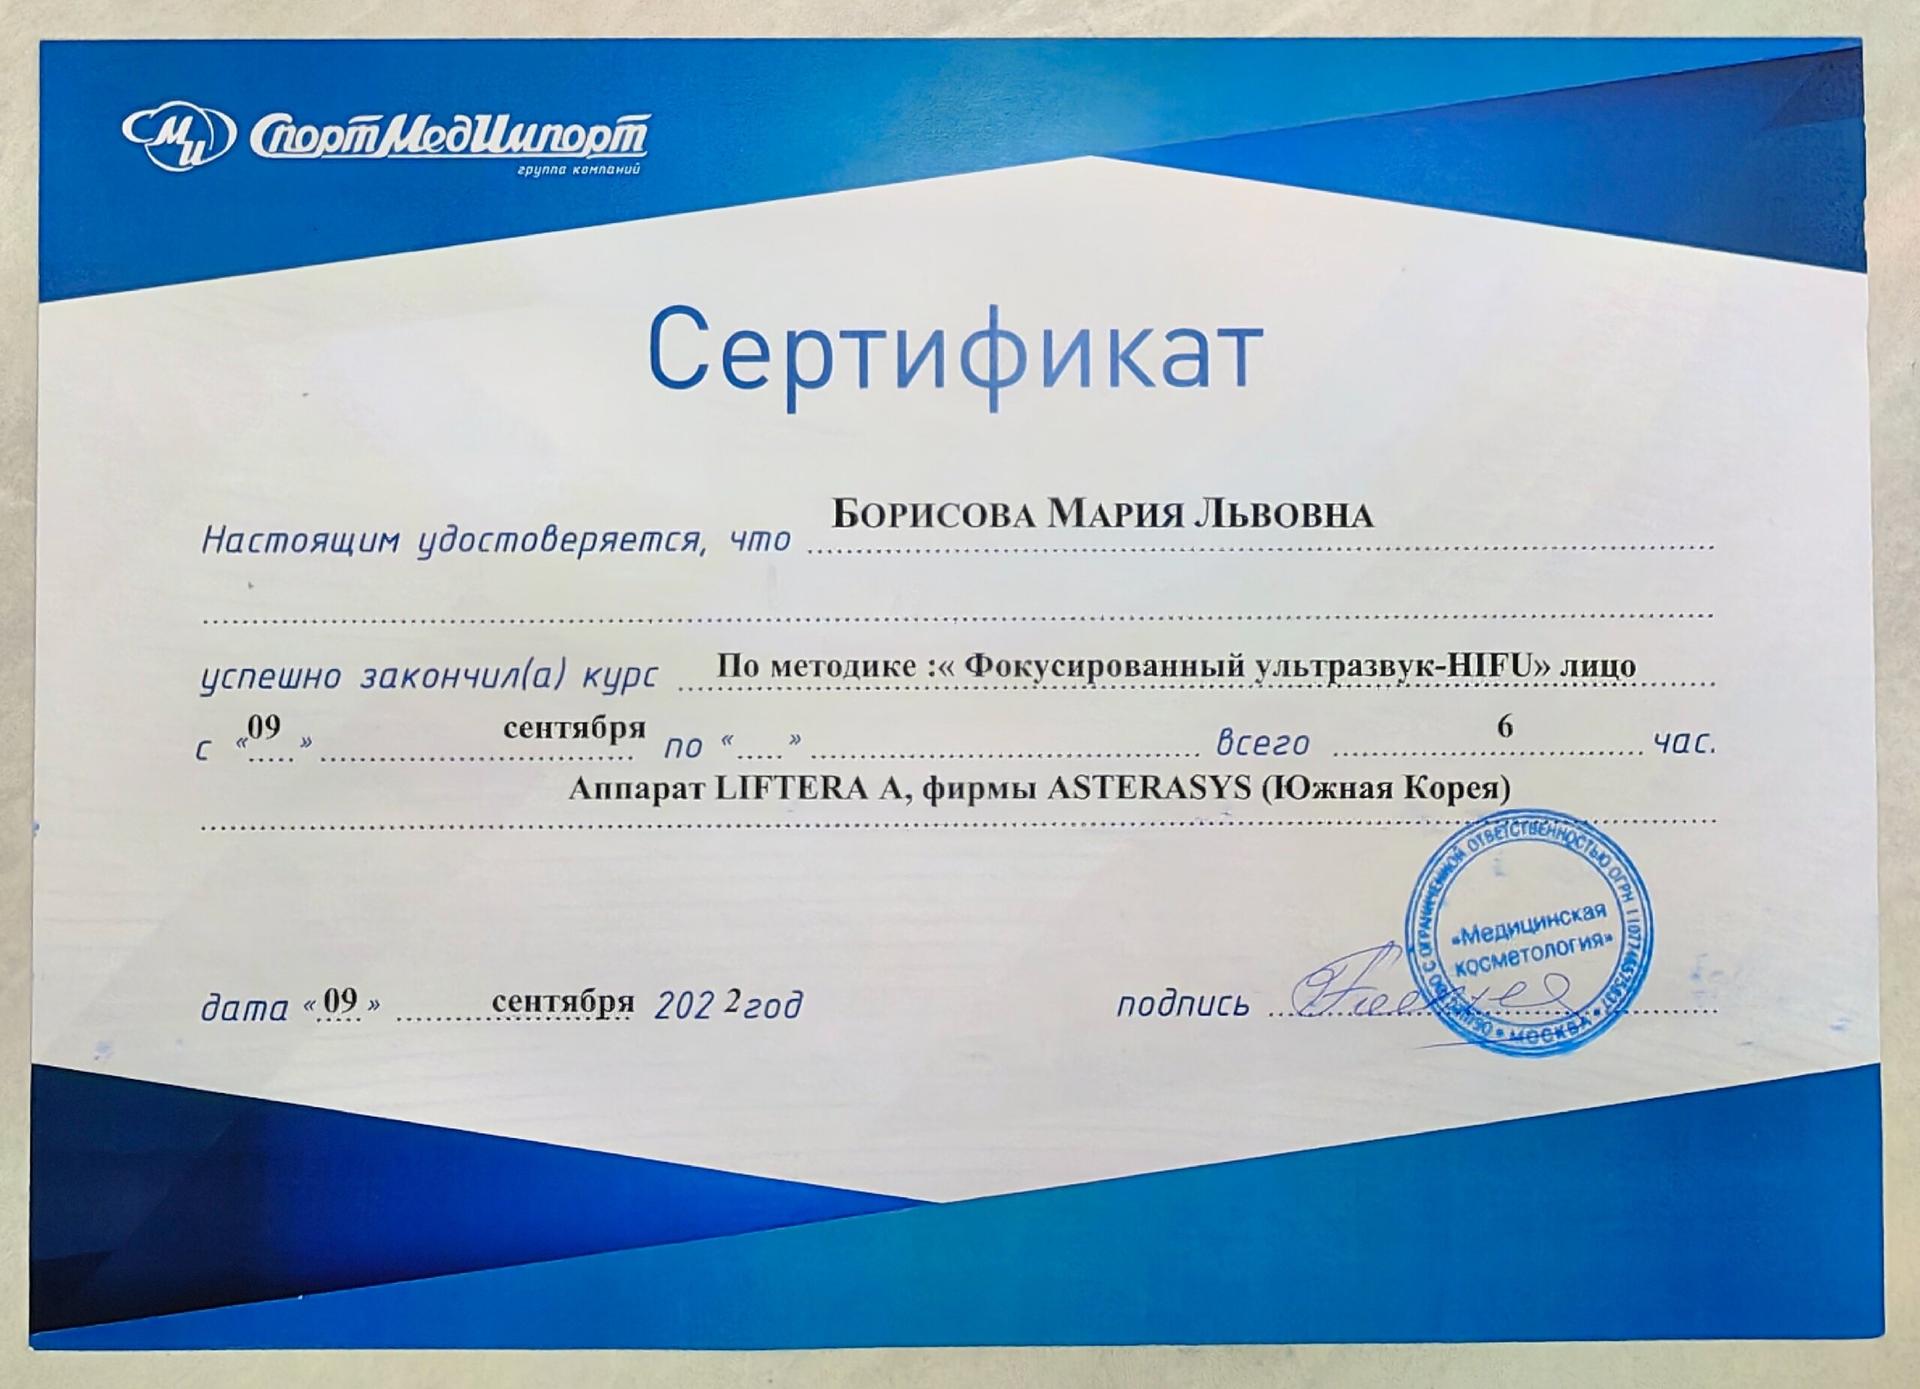 СпортМедИмпорт
группа компаний
Сертификат
Настоящим удостоверяется, что БОРИСОВА МАРИЯ ЛЬВОВНА
успешно закончил(а) курс По методике :« Фокусированный ультразвук-HIFU» лицо
с «09» сентября по «....» всего 6 час.
Аппарат LIFTERA A, фирмы ASTERASYS (Южная Корея)
ОТВЕТСТВЕННОСТЬЮ ОГРН
«Медицинская
косметология»
МОСКВА
дата «09» сентября 2022 год
подпись